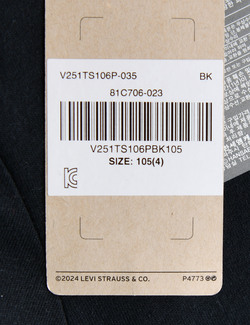 V251TS106P-035 BK
81C706-023
V251TS106PBK105
SIZE: 105(4)
©2024 LEVI STRAUSS & CO. P4773